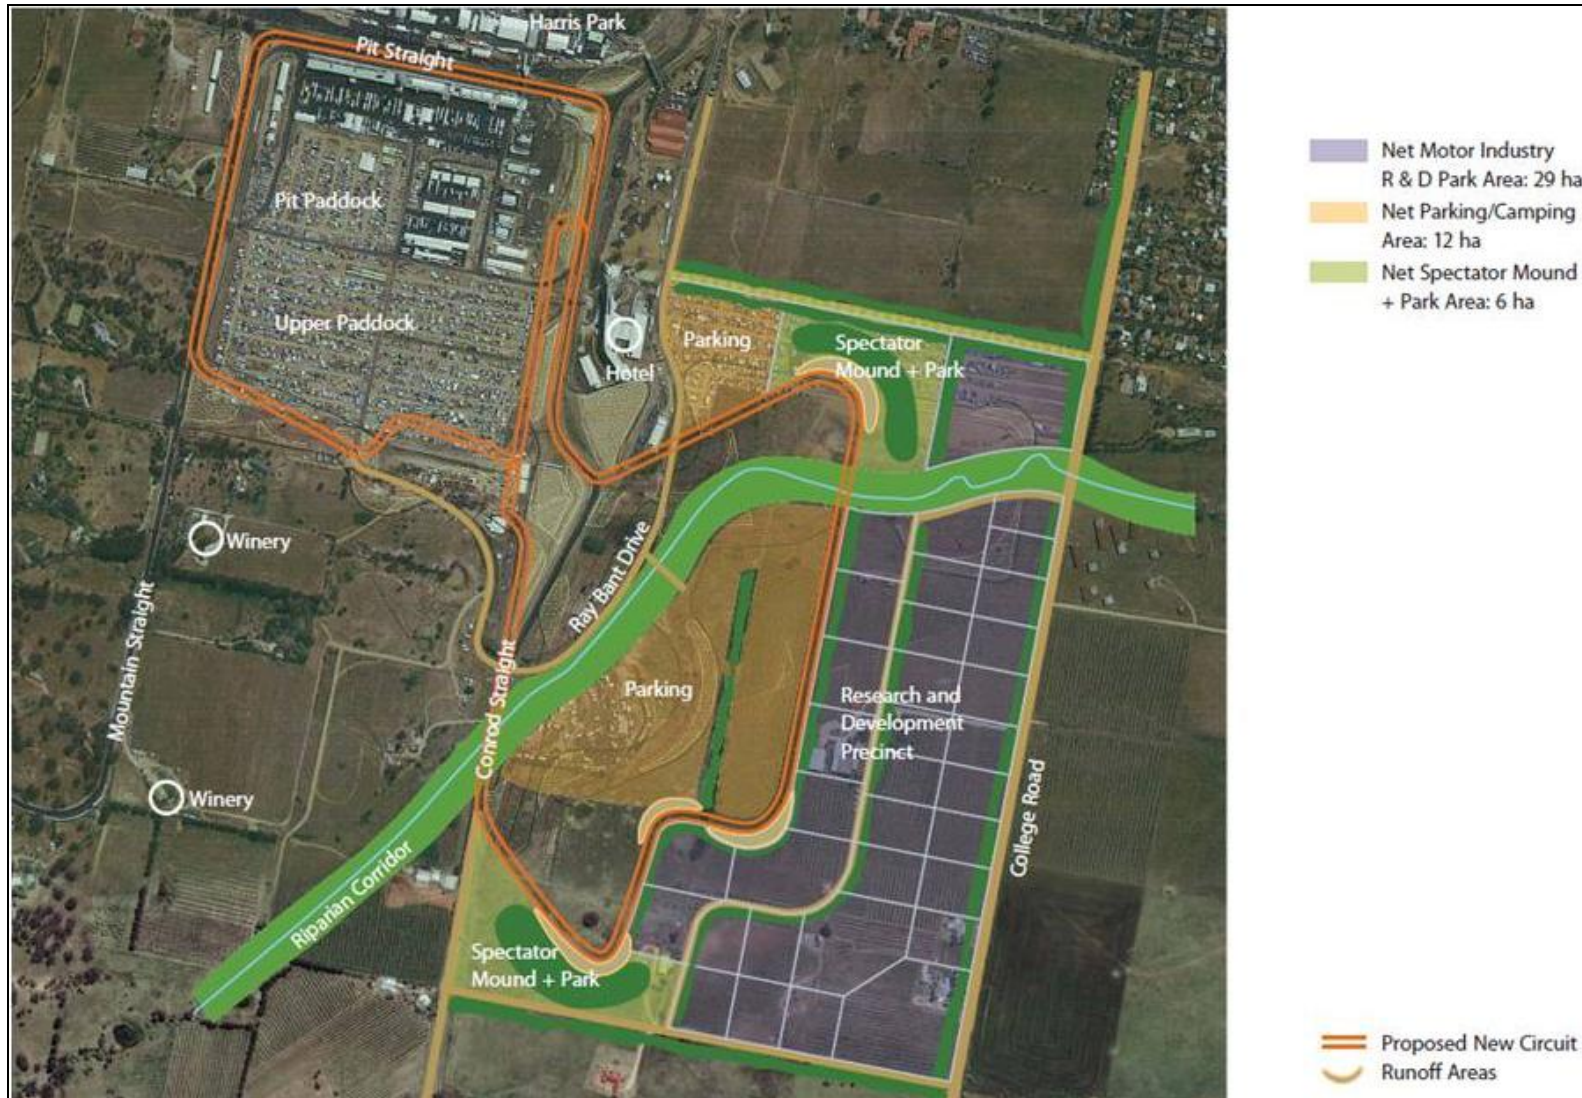 Harris Park
Pit Straight
Pit Paddock
Upper Paddock
Hotel
Parking
Spectator
Mound + Park
Winery
Ray Bant Drive
Mountain Straight
Conrod Straight
Parking
Research and
Development
Precinct
Winery
College Road
Riparian Corridor
Spectator
Mound + Park
Net Motor Industry
R & D Park Area: 29 ha
Net Parking/Camping
Area: 12 ha
Net Spectator Mound
+ Park Area: 6 ha
Proposed New Circuit
Runoff Areas